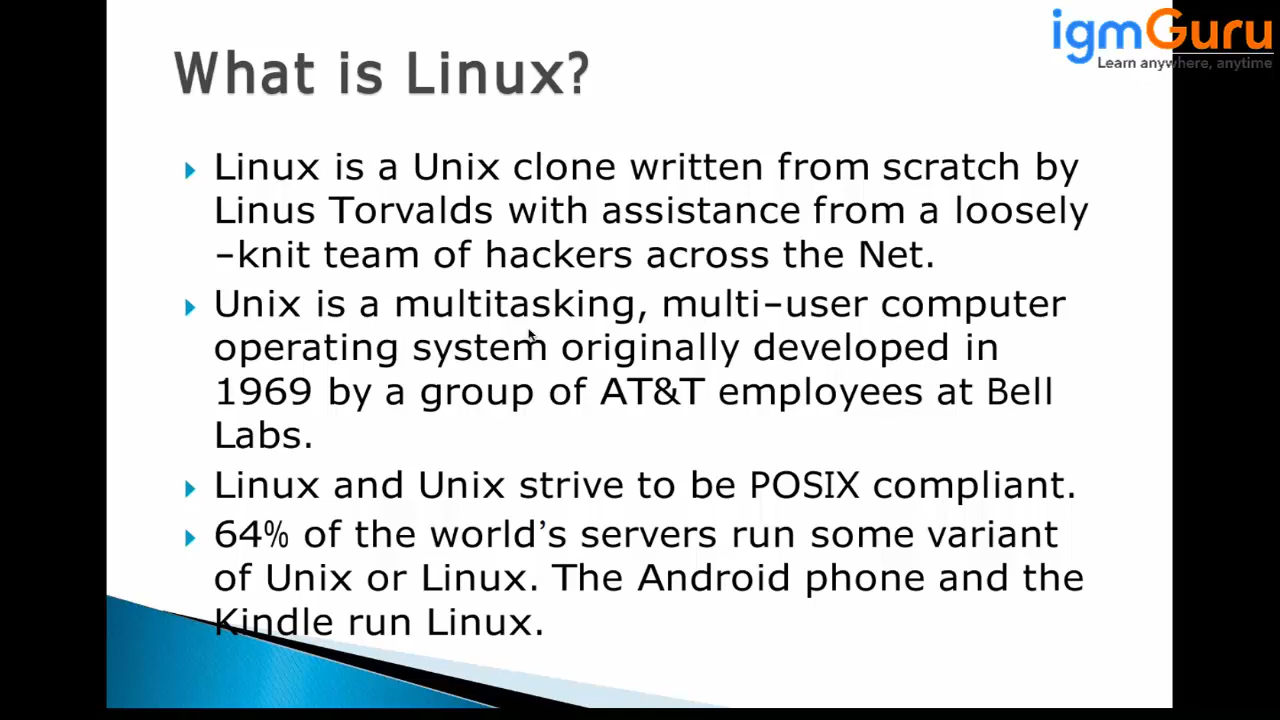 igmGuru
Learn anywhere, anytime
What is Linux?
Linux is a Unix clone written from scratch by
Linus Torvalds with assistance from a loosely
–knit team of hackers across the Net.
Unix is a multitasking, multi–user computer
operating system originally developed in
1969 by a group of AT&T employees at Bell
Labs.
Linux and Unix strive to be POSIX compliant.
64% of the world’s servers run some variant
of Unix or Linux. The Android phone and the
Kindle run Linux.